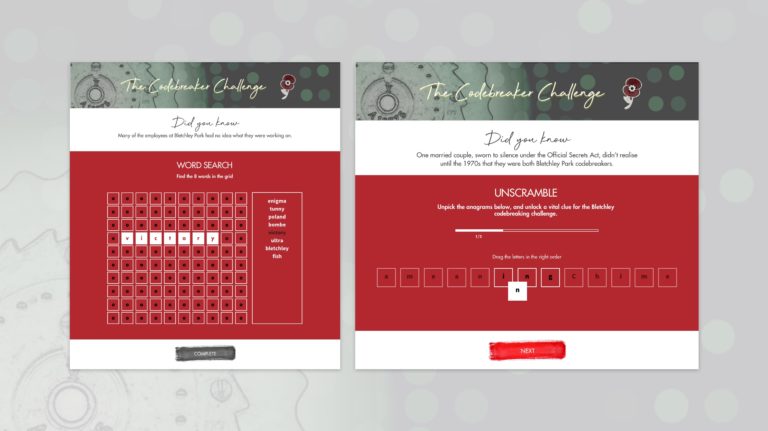 The Codebreaker Challenge
Did you know
Many of the employees at Bletchley Park had no idea what they were working on.
WORD SEARCH
Find the 8 words in the grid
enigma
tunny
poland
bombe
victory
ultra
bletchley
fish
v i c t o r y
COMPLETE
The Codebreaker Challenge
Did you know
One married couple, sworn to silence under the Official Secrets Act, didn't realise
until the 1970s that they were both Bletchley Park codebreakers.
UNSCRAMBLE
Unpick the anagrams below, and unlock a vital clue for the Bletchley
codebreaking challenge.
1/3
Drag the letters in the right order
a m e a n i n g c h i m e
n
NEXT